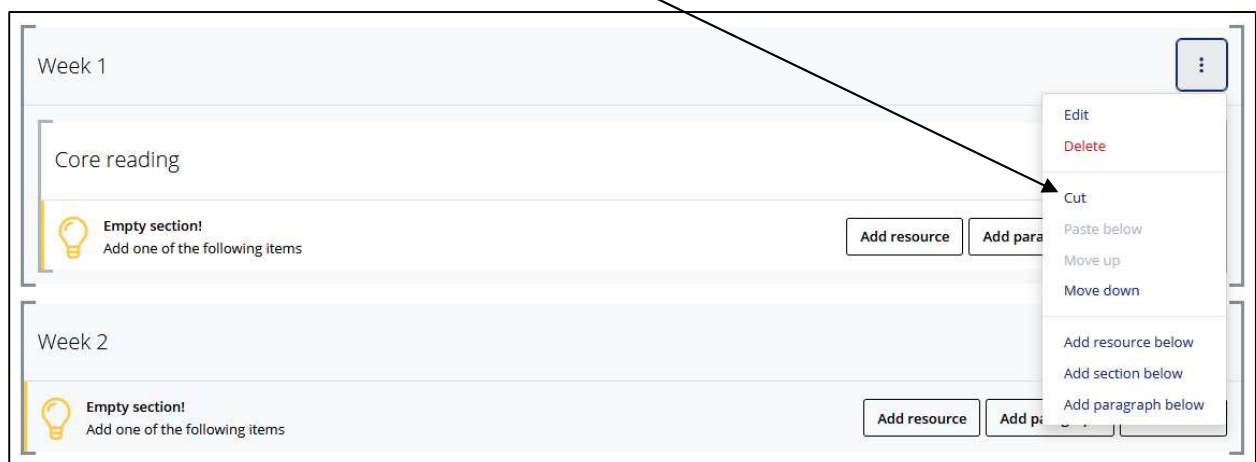 Week 1
Edit
Delete
Core reading
Cut
Empty section!
Add one of the following items
Add resource
Paste below
Move up
Move down
Week 2
Add resource below
Add section below
Add paragraph below
Empty section!
Add one of the following items
Add resource